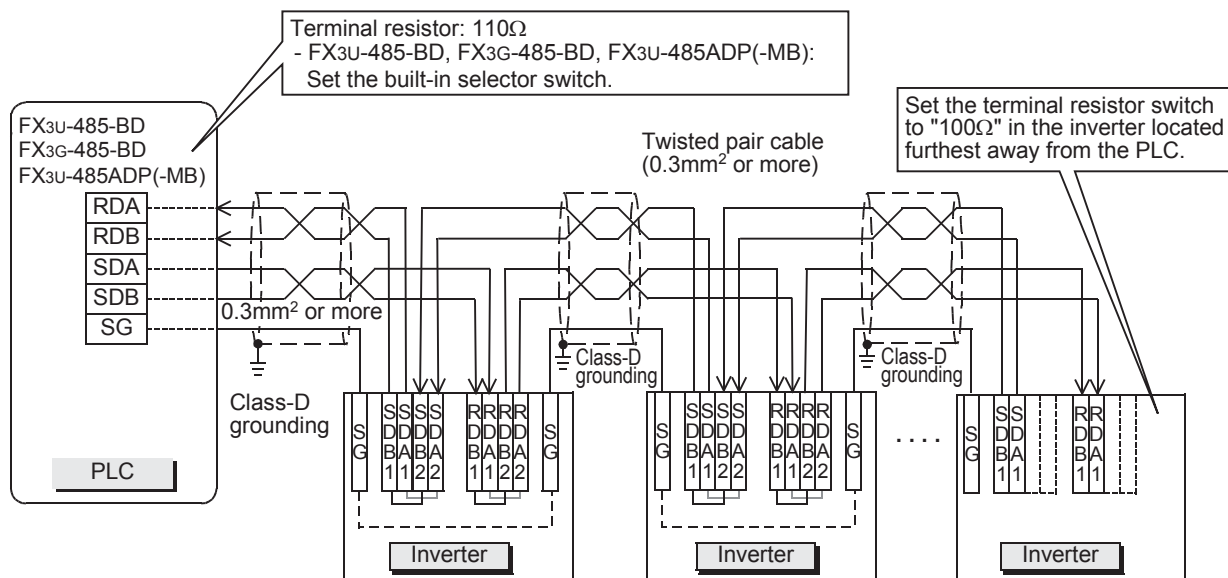 Terminal resistor: 110Ω
- FX3U-485-BD, FX3G-485-BD, FX3U-485ADP(-MB):
Set the built-in selector switch.
Set the terminal resistor switch
to "100Ω" in the inverter located
furthest away from the PLC.
FX3U-485-BD
FX3G-485-BD
FX3U-485ADP(-MB)
Twisted pair cable
(0.3mm² or more)
RDA
RDB
SDA
SDB
SG
0.3mm² or more
Class-D
grounding
Class-D
grounding
Class-D
grounding
PLC
SG
SDB1
SDA1
SDB2
SDA2
RDB1
RDA1
RDB2
RDA2
SG
Inverter
SG
SDB1
SDA1
SDB2
SDA2
RDB1
RDA1
RDB2
RDA2
SG
Inverter
. . . .
SG
SDB1
SDA1
RDB1
RDA1
Inverter